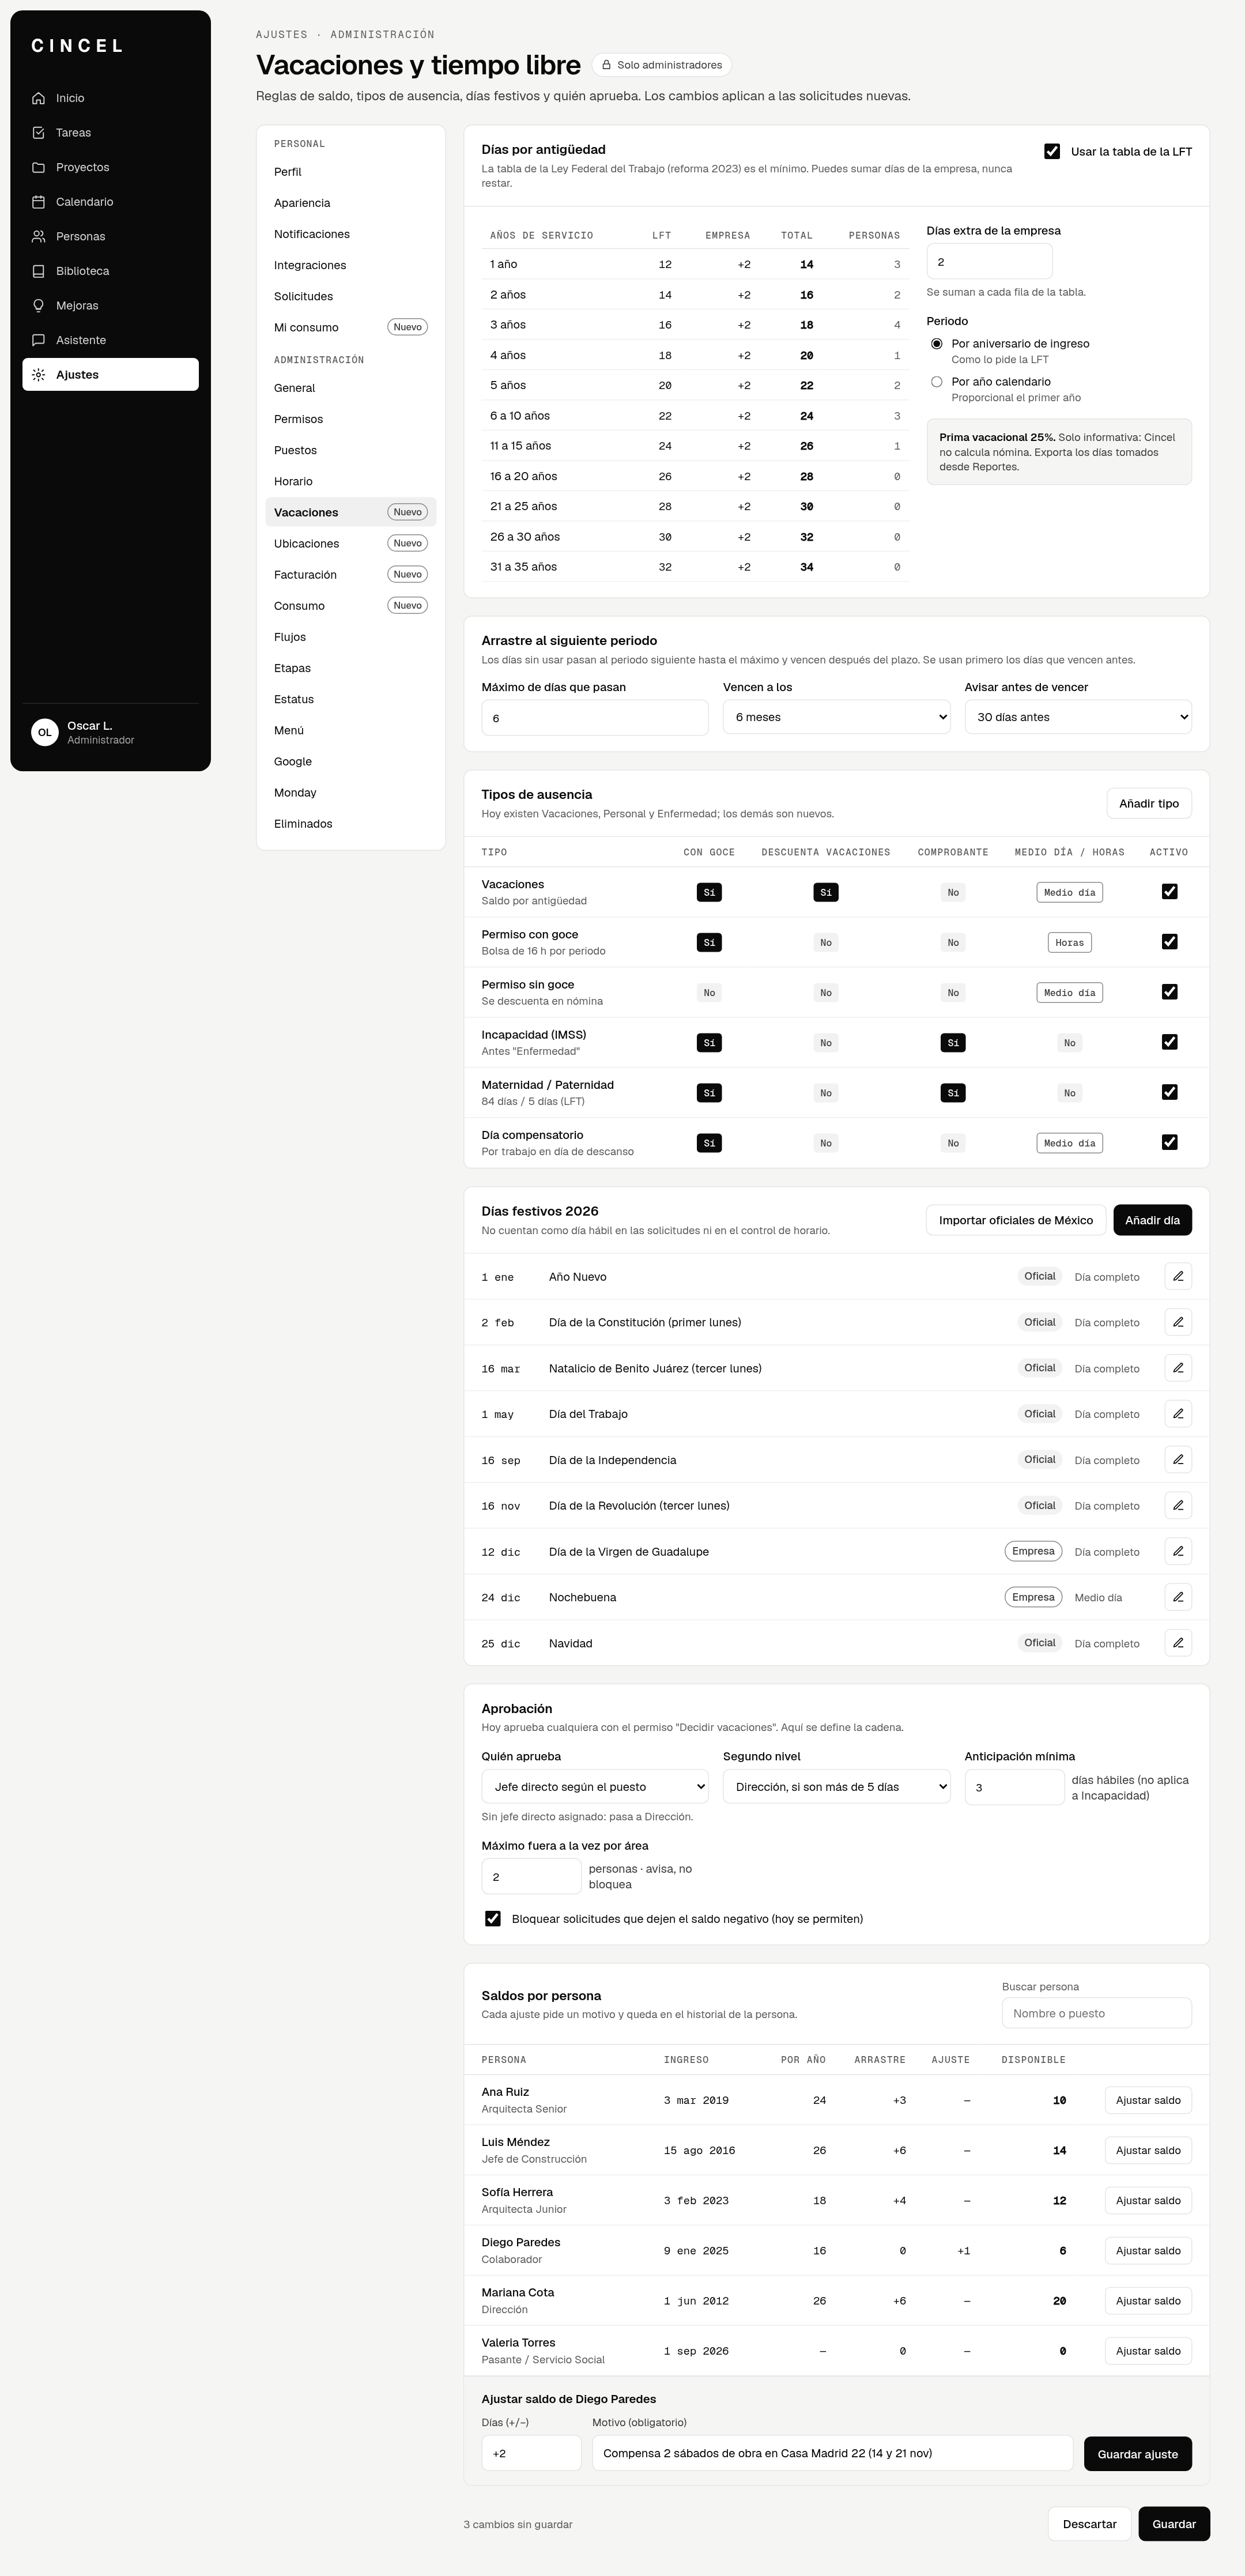 CINCEL
Inicio
Tareas
Proyectos
Calendario
Personas
Biblioteca
Mejoras
Asistente
Ajustes
OL
Oscar L.
Administrador
AJUSTES · ADMINISTRACIÓN
Vacaciones y tiempo libre
Solo administradores
Reglas de saldo, tipos de ausencia, días festivos y quién aprueba. Los cambios aplican a las solicitudes nuevas.
PERSONAL
Perfil
Apariencia
Notificaciones
Integraciones
Solicitudes
Mi consumo Nuevo
ADMINISTRACIÓN
General
Permisos
Puestos
Horario
Vacaciones Nuevo
Ubicaciones Nuevo
Facturación Nuevo
Consumo Nuevo
Flujos
Etapas
Estatus
Menú
Google
Monday
Eliminados
Días por antigüedad
La tabla de la Ley Federal del Trabajo (reforma 2023) es el mínimo. Puedes sumar días de la empresa, nunca
restar.
Usar la tabla de la LFT
AÑOS DE SERVICIO LFT EMPRESA TOTAL PERSONAS
1 año 12 +2 14 3
2 años 14 +2 16 2
3 años 16 +2 18 4
4 años 18 +2 20 1
5 años 20 +2 22 2
6 a 10 años 22 +2 24 3
11 a 15 años 24 +2 26 1
16 a 20 años 26 +2 28 0
21 a 25 años 28 +2 30 0
26 a 30 años 30 +2 32 0
31 a 35 años 32 +2 34 0
Días extra de la empresa
2
Se suman a cada fila de la tabla.
Periodo
Por aniversario de ingreso
Como lo pide la LFT
Por año calendario
Proporcional el primer año
Prima vacacional 25%. Solo informativa: Cincel
no calcula nómina. Exporta los días tomados
desde Reportes.
Arrastre al siguiente periodo
Los días sin usar pasan al periodo siguiente hasta el máximo y vencen después del plazo. Se usan primero los días que vencen antes.
Máximo de días que pasan Vencen a los Avisar antes de vencer
6 6 meses 30 días antes
Tipos de ausencia
Hoy existen Vacaciones, Personal y Enfermedad; los demás son nuevos.
Añadir tipo
TIPO CON GOCE DESCUENTA VACACIONES COMPROBANTE MEDIO DÍA / HORAS ACTIVO
Vacaciones
Saldo por antigüedad
Sí Sí No Medio día
Permiso con goce
Bolsa de 16 h por periodo
Sí No No Horas
Permiso sin goce
Se descuenta en nómina
No No No Medio día
Incapacidad (IMSS)
Antes "Enfermedad"
Sí No Sí No
Maternidad / Paternidad
84 días / 5 días (LFT)
Sí No Sí No
Día compensatorio
Por trabajo en día de descanso
Sí No No Medio día
Días festivos 2026
No cuentan como día hábil en las solicitudes ni en el control de horario.
Importar oficiales de México Añadir día
1 ene Año Nuevo Oficial Día completo
2 feb Día de la Constitución (primer lunes) Oficial Día completo
16 mar Natalicio de Benito Juárez (tercer lunes) Oficial Día completo
1 may Día del Trabajo Oficial Día completo
16 sep Día de la Independencia Oficial Día completo
16 nov Día de la Revolución (tercer lunes) Oficial Día completo
12 dic Día de la Virgen de Guadalupe Empresa Día completo
24 dic Nochebuena Empresa Medio día
25 dic Navidad Oficial Día completo
Aprobación
Hoy aprueba cualquiera con el permiso "Decidir vacaciones". Aquí se define la cadena.
Quién aprueba Segundo nivel Anticipación mínima
Jefe directo según el puesto Dirección, si son más de 5 días 3 días hábiles (no aplica
a Incapacidad)
Sin jefe directo asignado: pasa a Dirección.
Máximo fuera a la vez por área
2 personas · avisa, no
bloquea
Bloquear solicitudes que dejen el saldo negativo (hoy se permiten)
Saldos por persona
Cada ajuste pide un motivo y queda en el historial de la persona.
Buscar persona
Nombre o puesto
PERSONA INGRESO POR AÑO ARRASTRE AJUSTE DISPONIBLE
Ana Ruiz
Arquitecta Senior
3 mar 2019 24 +3 — 10 Ajustar saldo
Luis Méndez
Jefe de Construcción
15 ago 2016 26 +6 — 14 Ajustar saldo
Sofía Herrera
Arquitecta Junior
3 feb 2023 18 +4 — 12 Ajustar saldo
Diego Paredes
Colaborador
9 ene 2025 16 0 +1 6 Ajustar saldo
Mariana Cota
Dirección
1 jun 2012 26 +6 — 20 Ajustar saldo
Valeria Torres
Pasante / Servicio Social
1 sep 2026 — 0 — 0 Ajustar saldo
Ajustar saldo de Diego Paredes
Días (+/−) Motivo (obligatorio)
+2 Compensa 2 sábados de obra en Casa Madrid 22 (14 y 21 nov) Guardar ajuste
3 cambios sin guardar Descartar Guardar